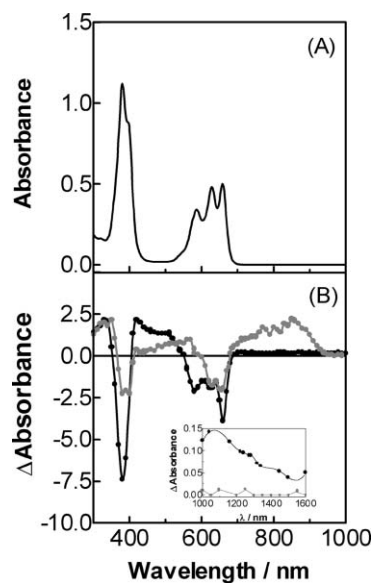 (A)
Absorbance
1.5
1.0
0.5
0.0
(B)
ΔAbsorbance
2.5
0.0
-2.5
-5.0
-7.5
-10.0
ΔAbsorbance
0.15
0.10
0.05
0.00
1000 1200 1400 1600
λ / nm
400 600 800 1000
Wavelength / nm